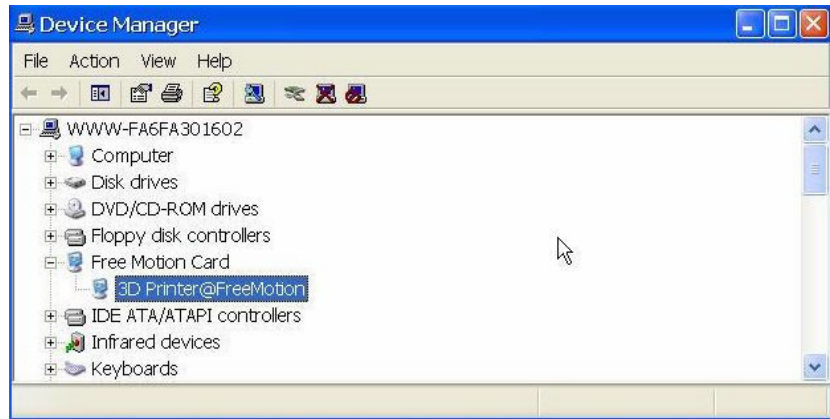 Device Manager
File Action View Help
WWW-FA6FA301602
Computer
Disk drives
DVD/CD-ROM drives
Floppy disk controllers
Free Motion Card
3D Printer@FreeMotion
IDE ATA/ATAPI controllers
Infrared devices
Keyboards